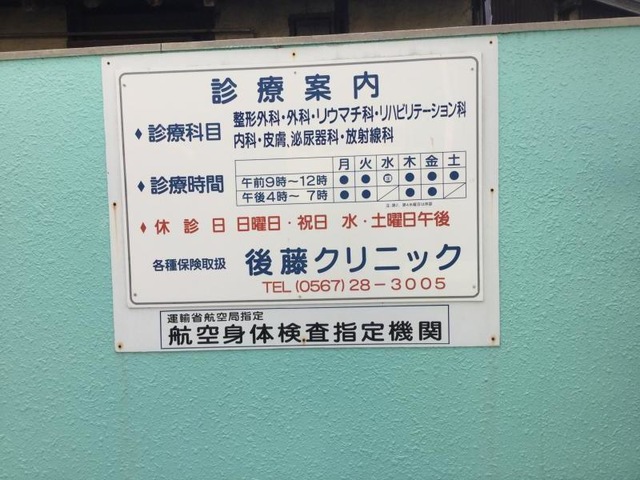 診療案内
♦診療科目 整形外科・外科・リウマチ科・リハビリテーション科
内科・皮膚、泌尿器科・放射線科
月 火 水 木 金 土
♦診療時間 午前9時〜12時 ● ● ● ● ●
午後4時〜7時 ● ● ／ ● ● ／
♦休診日 日曜日・祝日 水・土曜日午後
各種保険取扱 後藤クリニック
TEL(0567)28-3005
運輸省航空局指定
航空身体検査指定機関